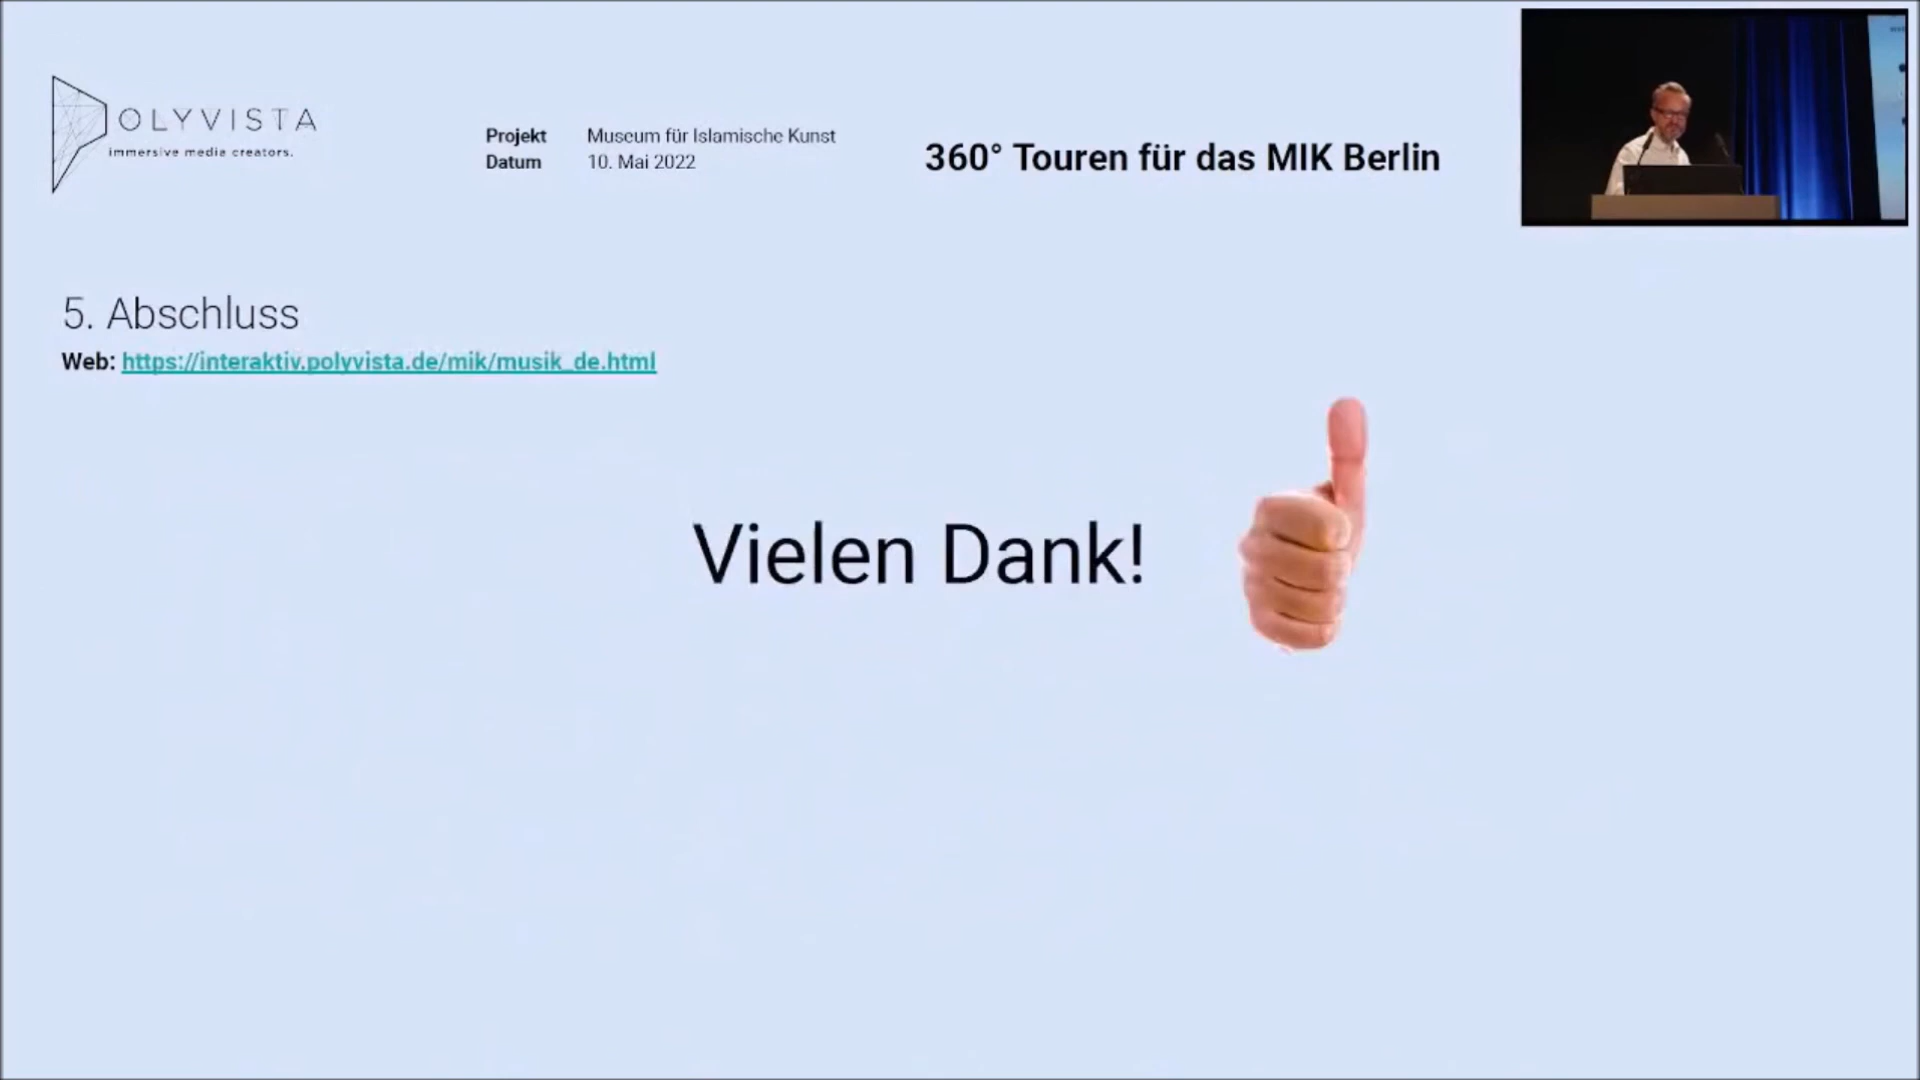 POLYVISTA
immersive media creators.
Projekt Museum für Islamische Kunst
Datum 10. Mai 2022
360° Touren für das MIK Berlin
5. Abschluss
Web: https://interaktiv.polyvista.de/mik/musik_de.html
Vielen Dank!